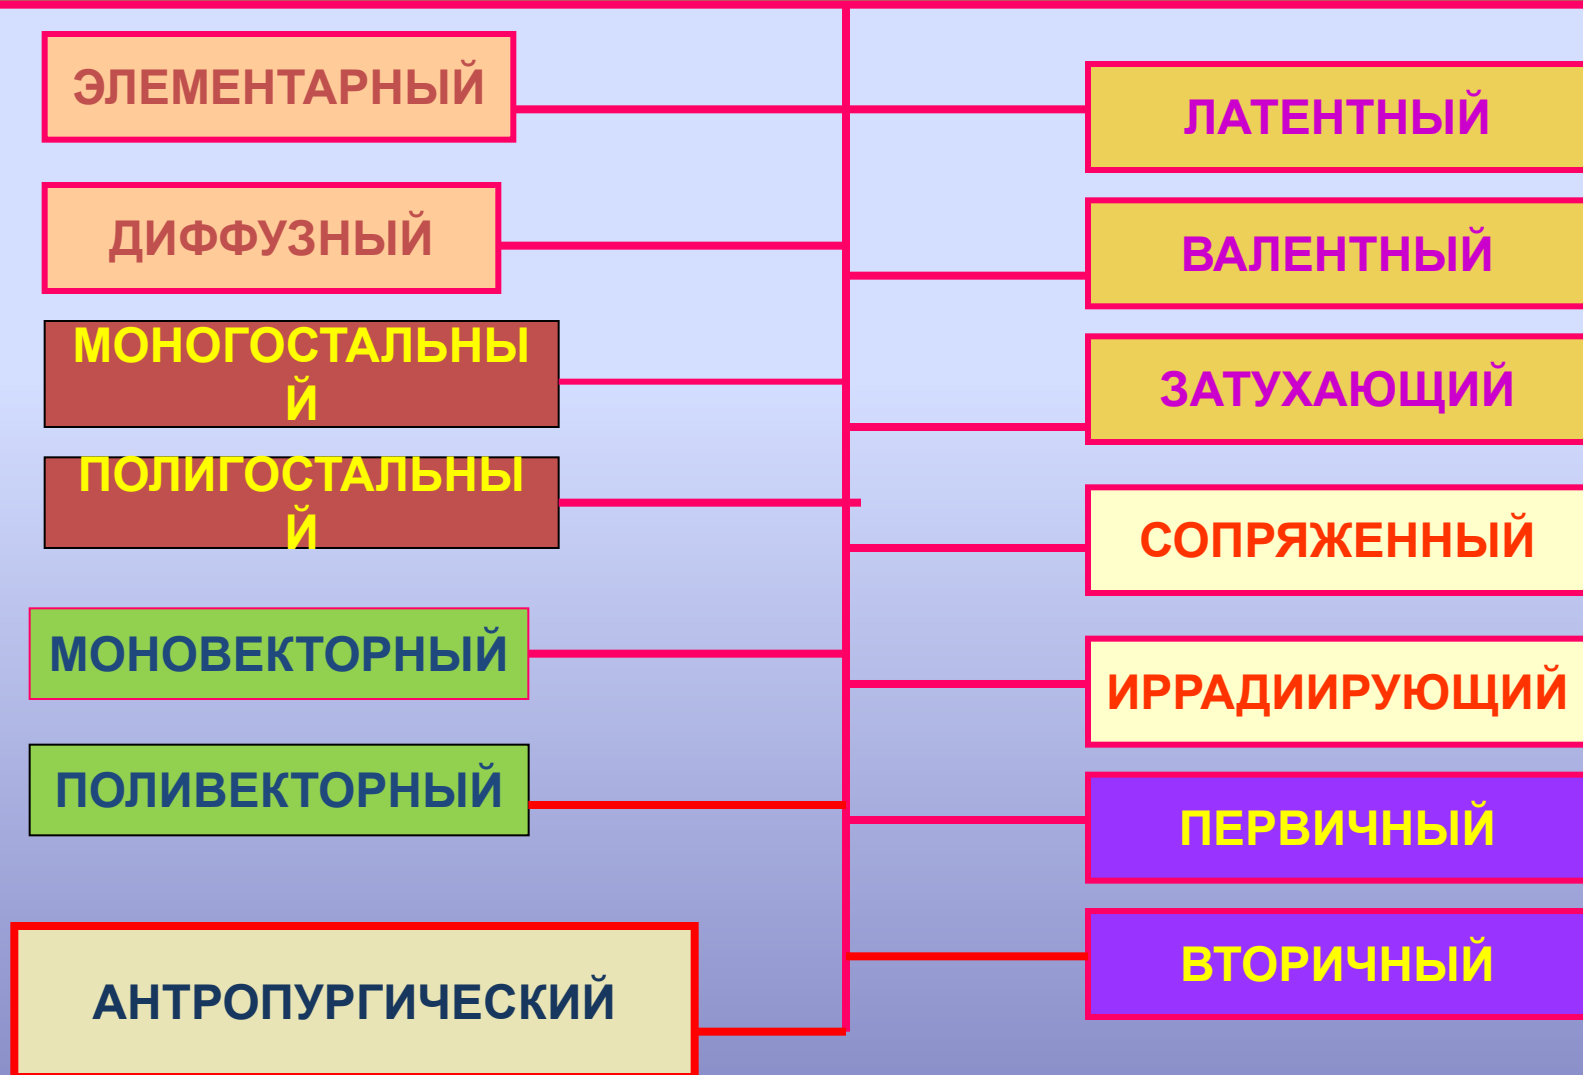 ЭЛЕМЕНТАРНЫЙ
ДИФФУЗНЫЙ
МОНОГОСТАЛЬНЫ
Й
ПОЛИГОСТАЛЬНЫ
Й
МОНОВЕКТОРНЫЙ
ПОЛИВЕКТОРНЫЙ
АНТРОПУРГИЧЕСКИЙ
ЛАТЕНТНЫЙ
ВАЛЕНТНЫЙ
ЗАТУХАЮЩИЙ
СОПРЯЖЕННЫЙ
ИРРАДИИРУЮЩИЙ
ПЕРВИЧНЫЙ
ВТОРИЧНЫЙ